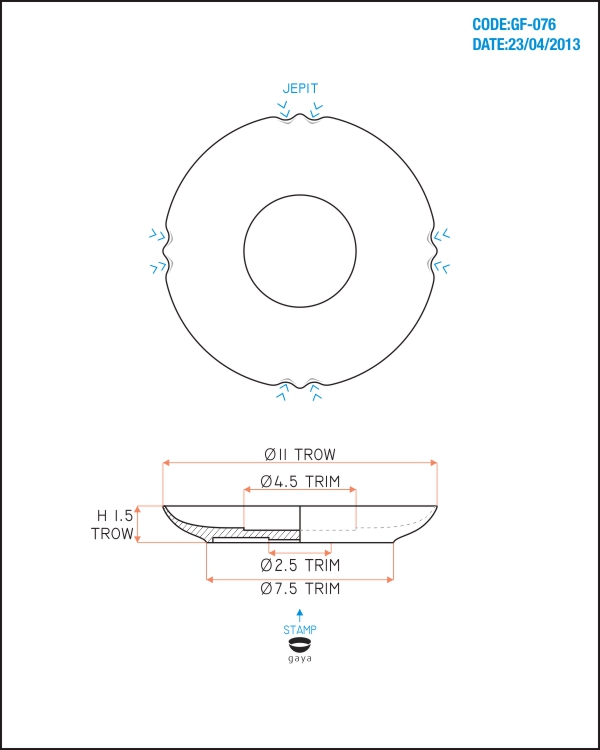 CODE:GF-076
DATE:23/04/2013
JEPIT
Ø11 TROW
Ø4.5 TRIM
H 1.5
TROW
Ø2.5 TRIM
Ø7.5 TRIM
STAMP
gaya